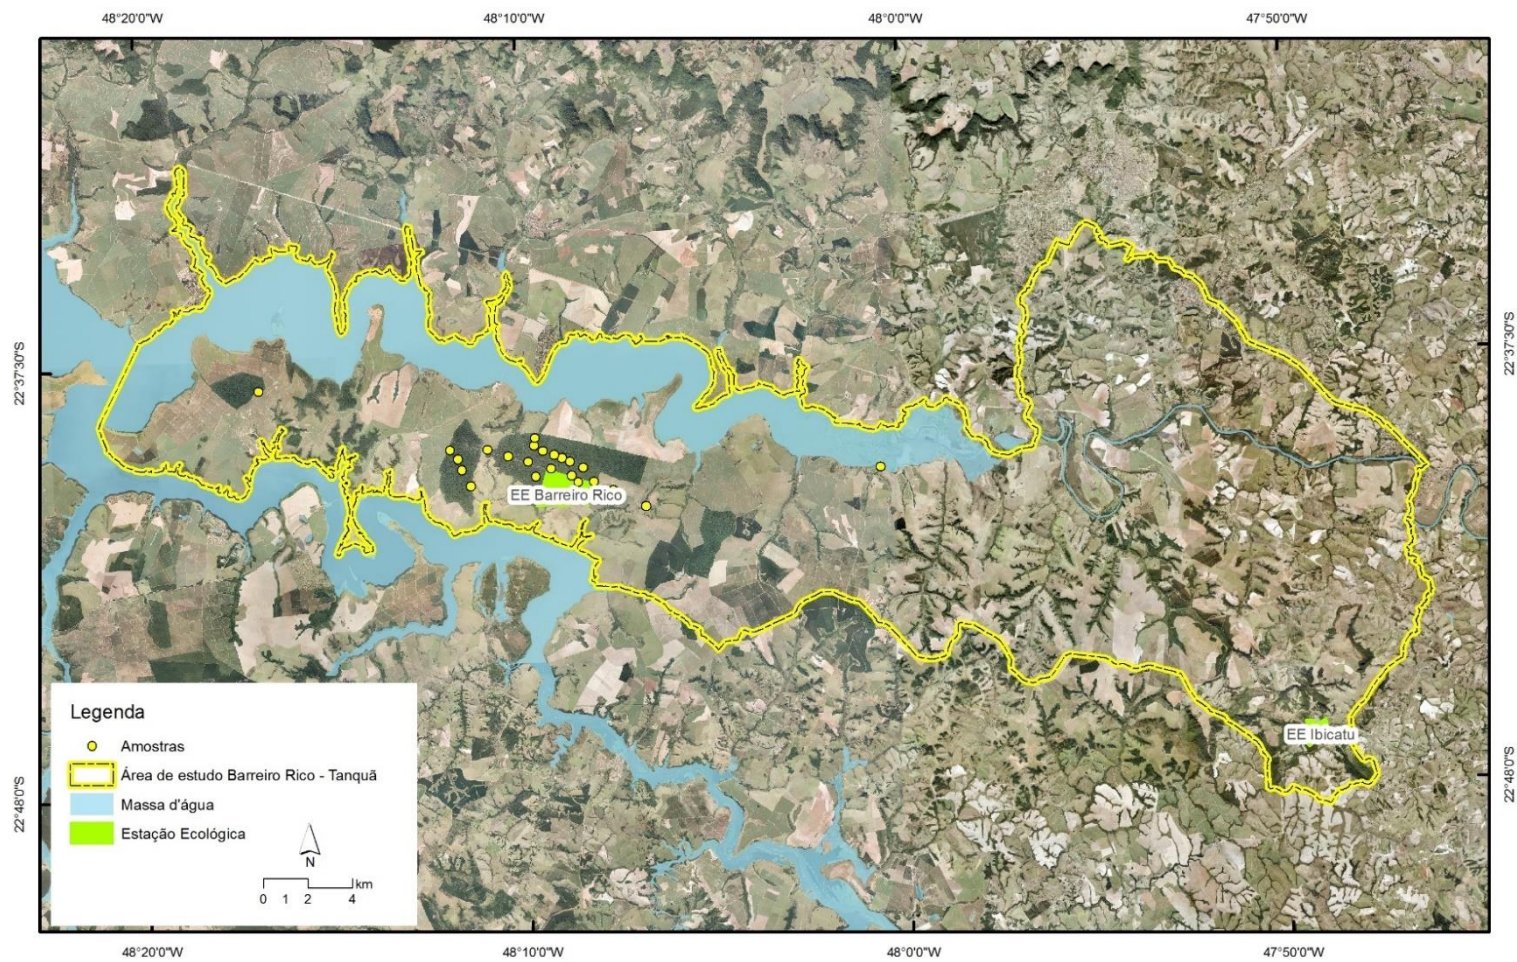 48°20'0"W 48°10'0"W 48°0'0"W 47°50'0"W
22°37'30"S
22°37'30"S
EE Barreiro Rico
EE Ibicatu
Legenda
Amostras
Área de estudo Barreiro Rico - Tanquã
Massa d'água
Estação Ecológica
N
km
0 1 2 4
22°48'0"S
22°48'0"S
48°20'0"W 48°10'0"W 48°0'0"W 47°50'0"W